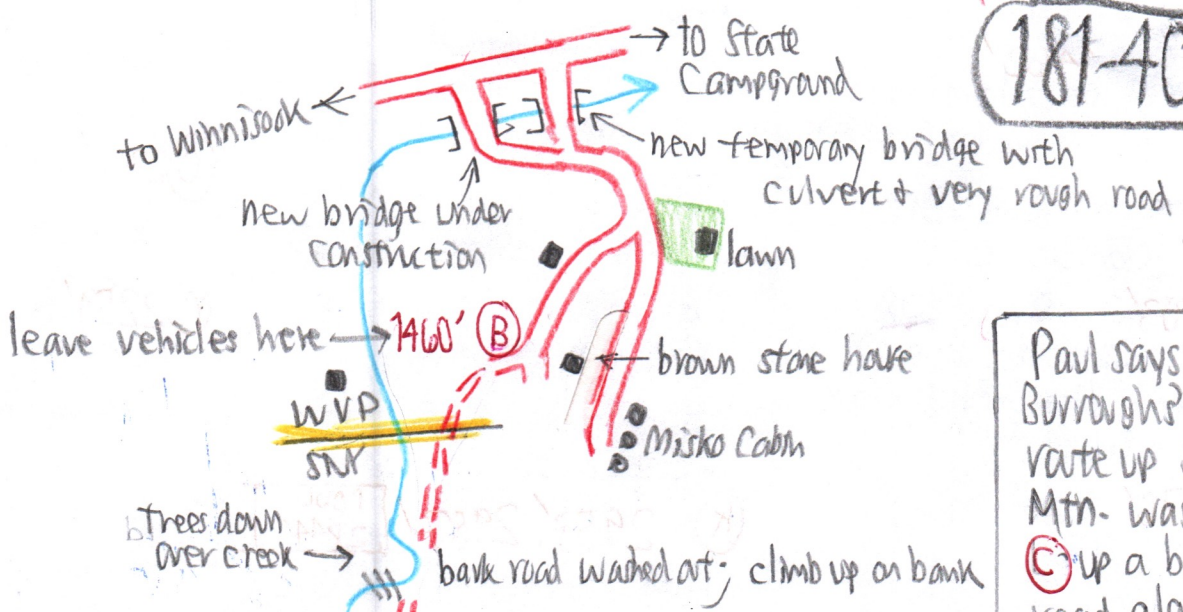 to State
Campground
181-40
to Winnisook
new temporary bridge with
culvert & very rough road
new bridge under
construction
lawn
leave vehicles here
1460' B
brown stone house
WVP
SNY
Misko Cabin
Trees down
over creek
bank road washed out; climb up on bank
Paul says
Burroughs'
route up
Mtn. was
C up a b